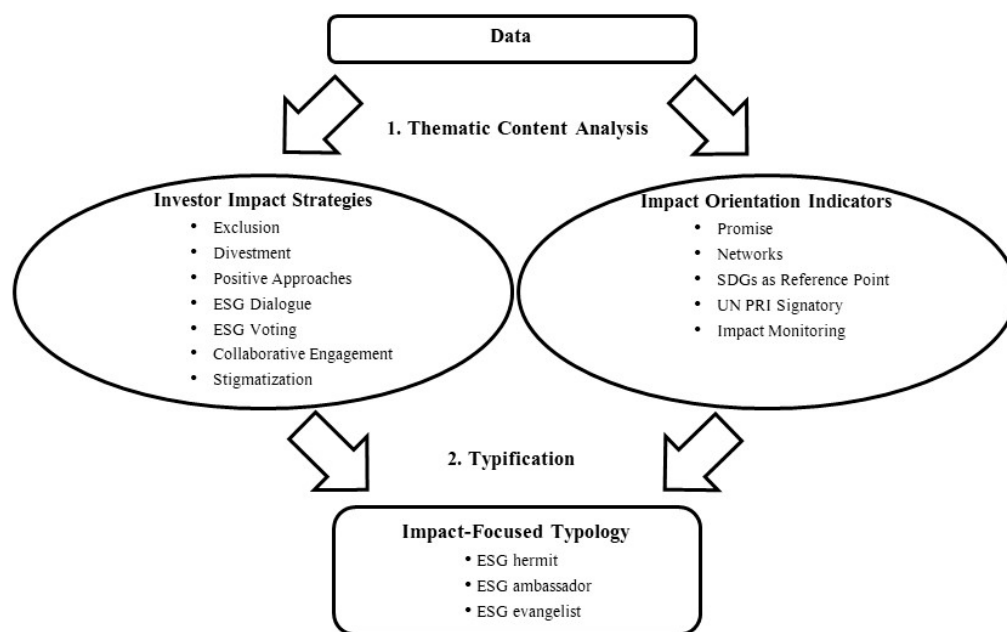 Data
1. Thematic Content Analysis
Investor Impact Strategies
• Exclusion
• Divestment
• Positive Approaches
• ESG Dialogue
• ESG Voting
• Collaborative Engagement
• Stigmatization
Impact Orientation Indicators
• Promise
• Networks
• SDGs as Reference Point
• UN PRI Signatory
• Impact Monitoring
2. Typification
Impact-Focused Typology
• ESG hermit
• ESG ambassador
• ESG evangelist